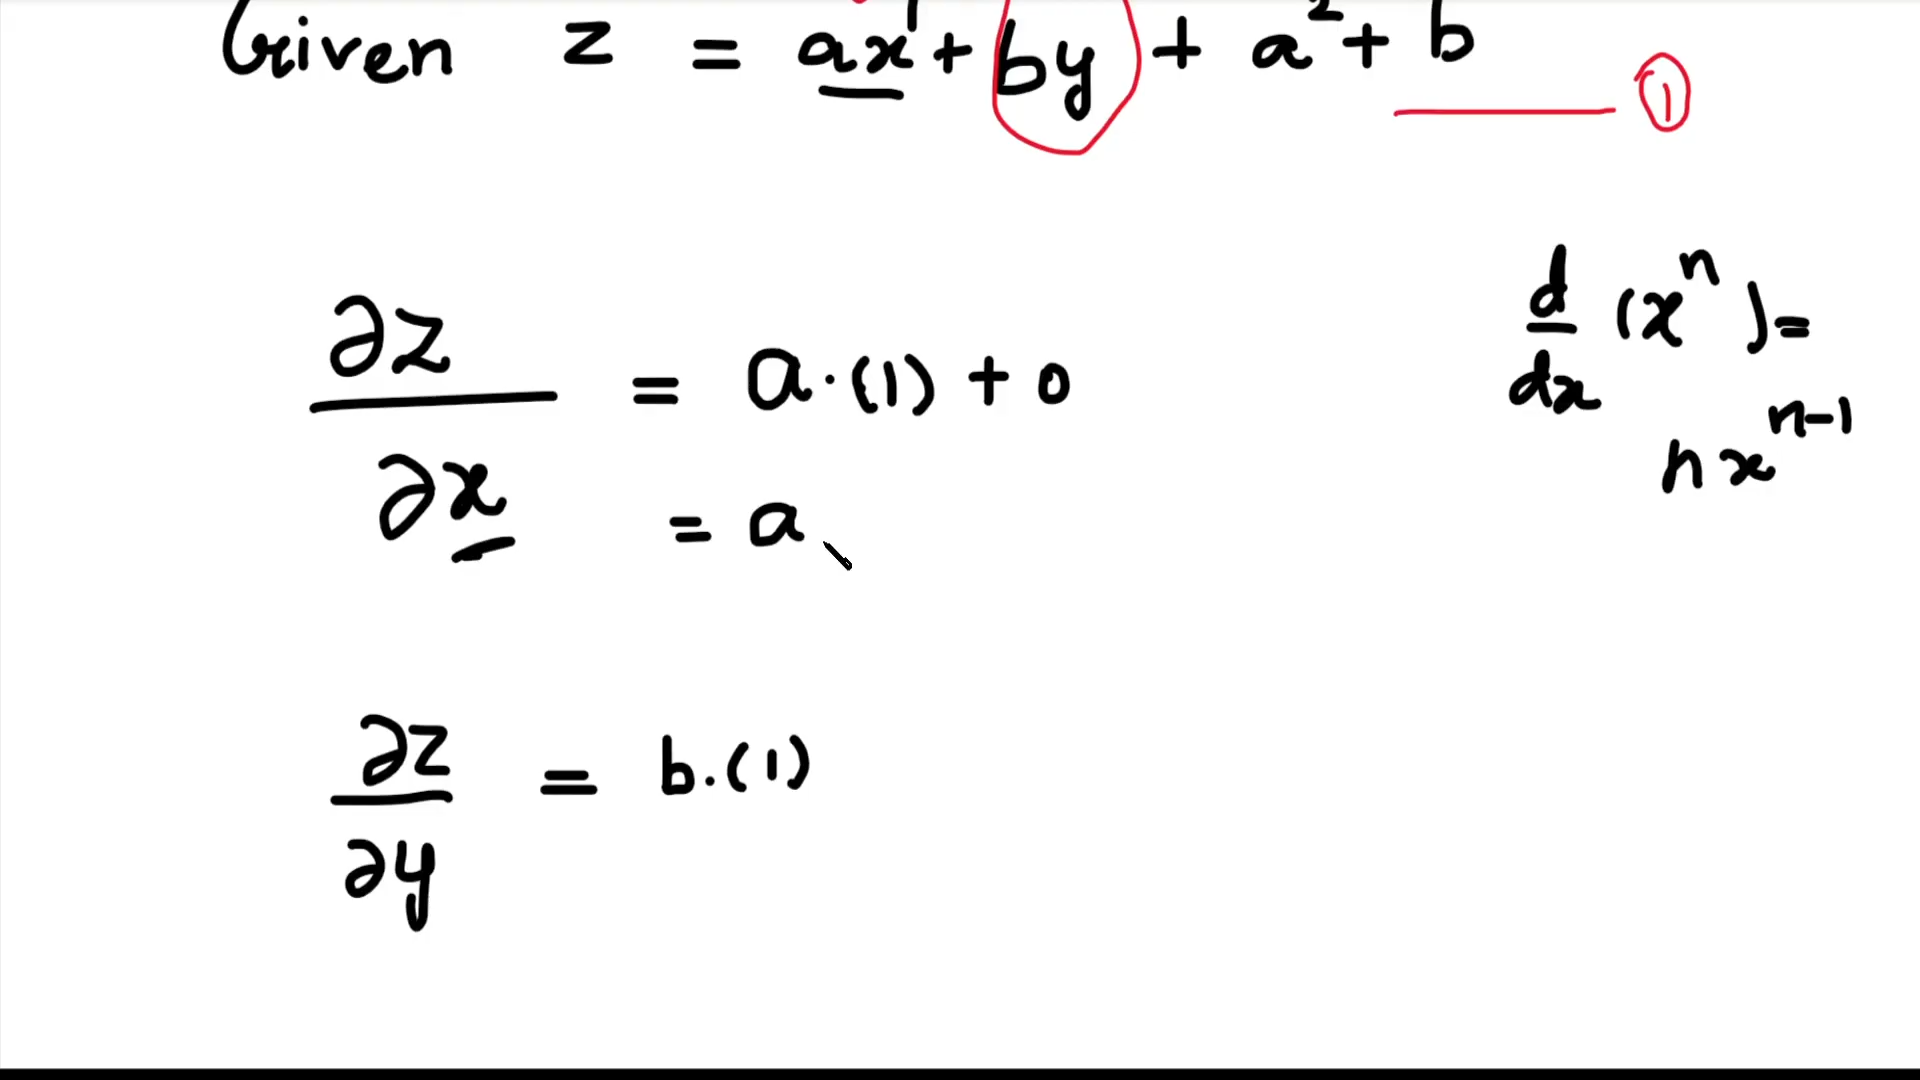 Given z = ax¹ + by + a² + b ①
∂z/∂x = a·(1) + 0
= a
d/dx (xⁿ) =
nxⁿ⁻¹
∂z/∂y = b·(1)